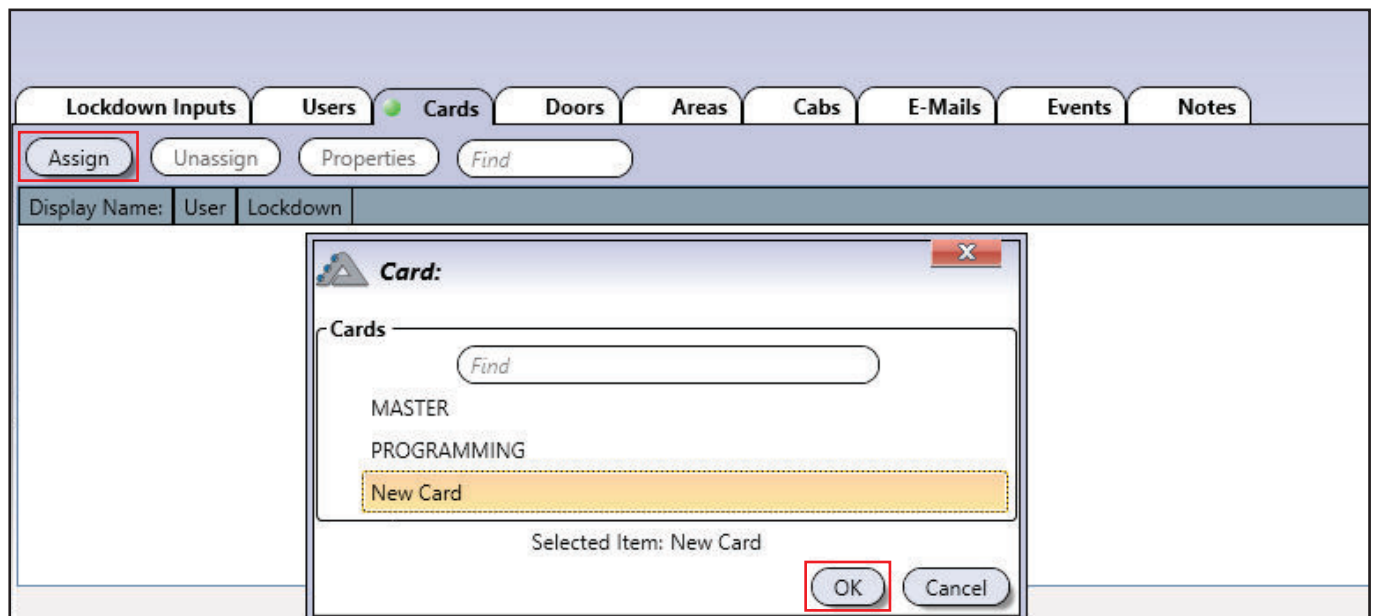 Lockdown Inputs Users Cards Doors Areas Cabs E-Mails Events Notes
Assign Unassign Properties Find
Display Name: User Lockdown
X
Card:
Cards
Find
MASTER
PROGRAMMING
New Card
Selected Item: New Card
OK Cancel